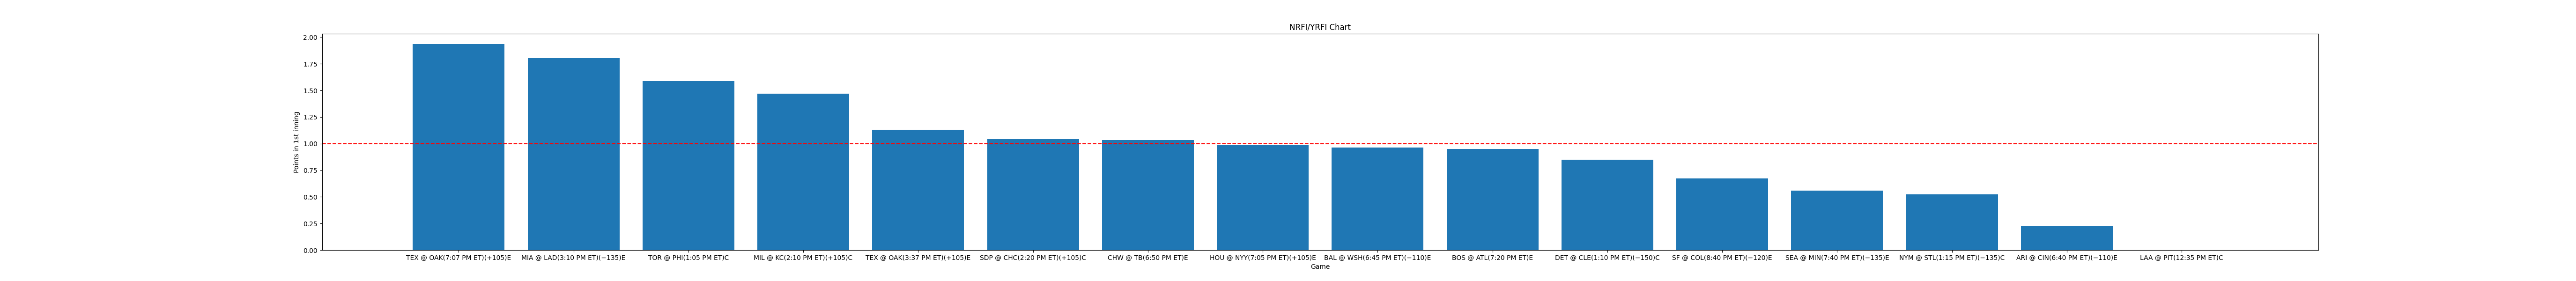 NRFI/YRFI Chart
Points in 1st inning
2.00
1.75
1.50
1.25
1.00
0.75
0.50
0.25
0.00
TEX @ OAK(7:07 PM ET)(+105)E
MIA @ LAD(3:10 PM ET)(−135)E
TOR @ PHI(1:05 PM ET)C
MIL @ KC(2:10 PM ET)(+105)C
TEX @ OAK(3:37 PM ET)(+105)E
SDP @ CHC(2:20 PM ET)(+105)C
CHW @ TB(6:50 PM ET)E
HOU @ NYY(7:05 PM ET)(+105)E
BAL @ WSH(6:45 PM ET)(−110)E
BOS @ ATL(7:20 PM ET)E
DET @ CLE(1:10 PM ET)(−150)C
SF @ COL(8:40 PM ET)(−120)E
SEA @ MIN(7:40 PM ET)(−135)E
NYM @ STL(1:15 PM ET)(−135)C
ARI @ CIN(6:40 PM ET)(−110)E
LAA @ PIT(12:35 PM ET)C
Game